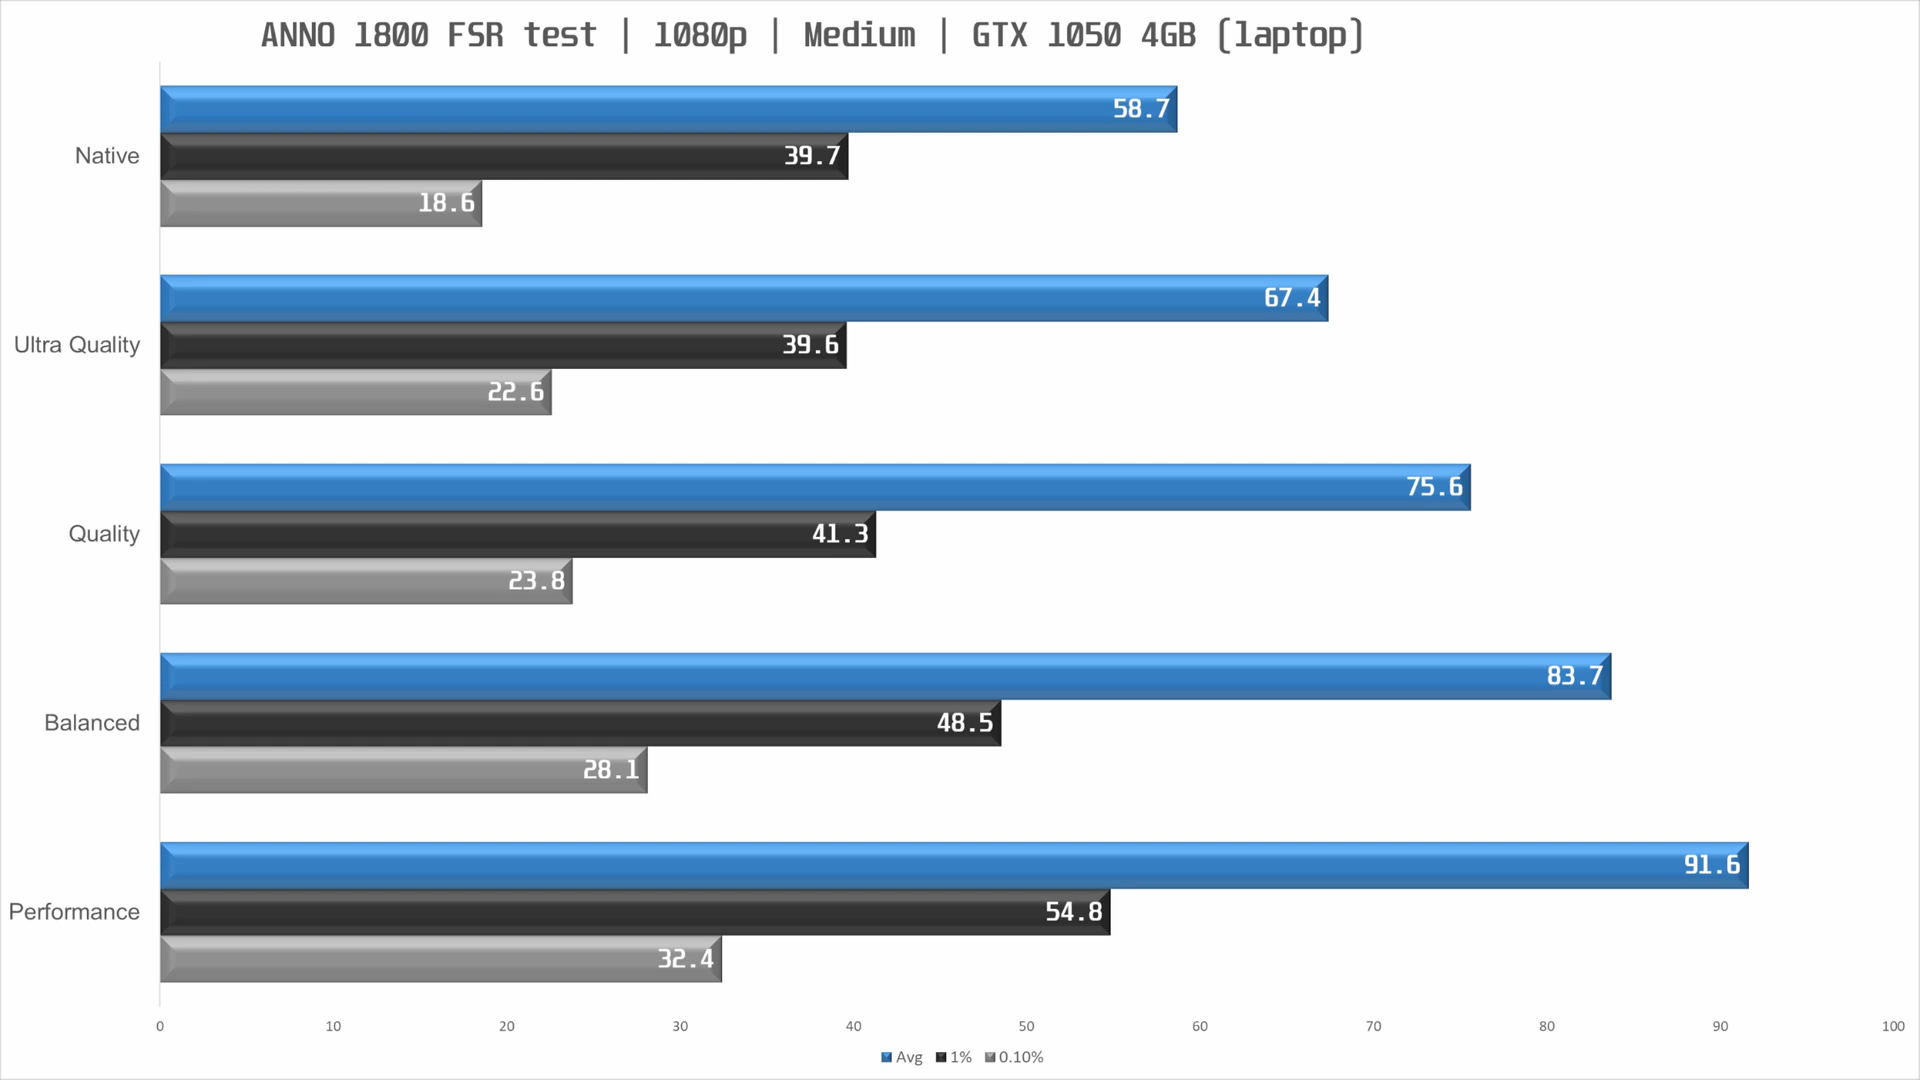 ANNO 1800 FSR test | 1080p | Medium | GTX 1050 4GB (laptop)
58.7
Native
39.7
18.6
67.4
Ultra Quality
39.6
22.6
75.6
Quality
41.3
23.8
83.7
Balanced
48.5
28.1
91.6
Performance
54.8
32.4
0 10 20 30 40 50 60 70 80 90 100
Avg 1% 0.10%